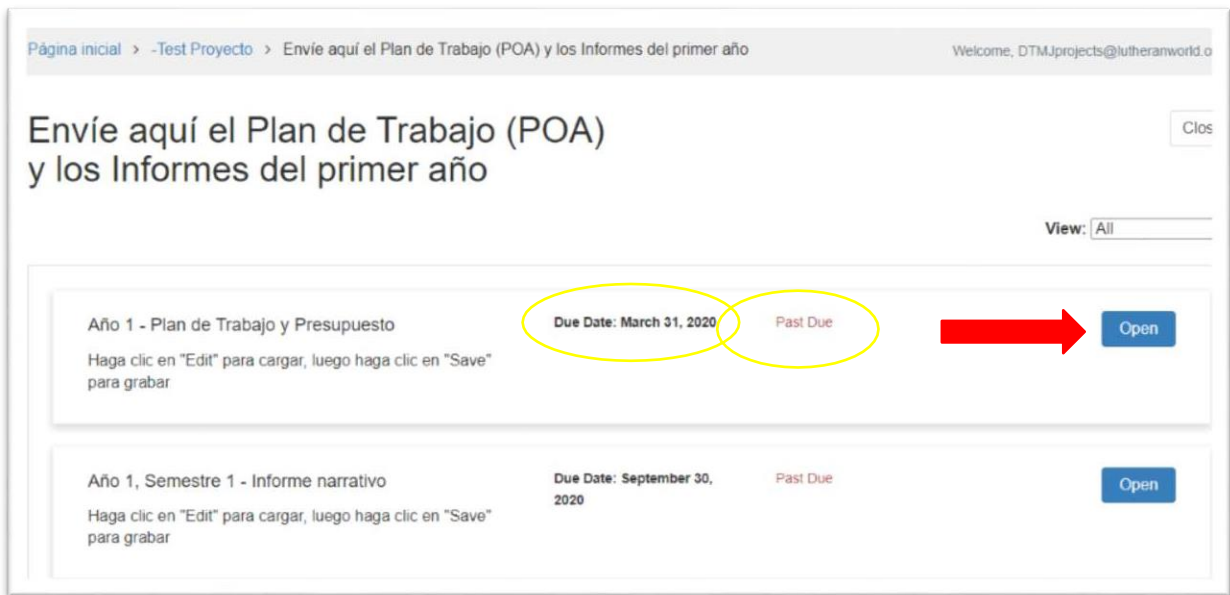 Página inicial > -Test Proyecto > Envíe aquí el Plan de Trabajo (POA) y los Informes del primer año
Welcome, DTMJprojects@lutheranworld.o
Envíe aquí el Plan de Trabajo (POA)
y los Informes del primer año
Clos
View: All
Año 1 - Plan de Trabajo y Presupuesto
Haga clic en "Edit" para cargar, luego haga clic en "Save"
para grabar
Due Date: March 31, 2020
Past Due
Open
Año 1, Semestre 1 - Informe narrativo
Haga clic en "Edit" para cargar, luego haga clic en "Save"
para grabar
Due Date: September 30,
2020
Past Due
Open